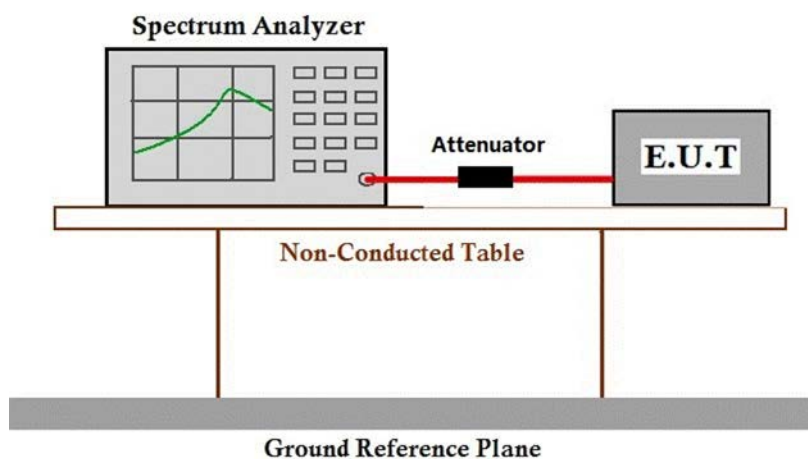 Spectrum Analyzer
Attenuator
E.U.T
Non-Conducted Table
Ground Reference Plane